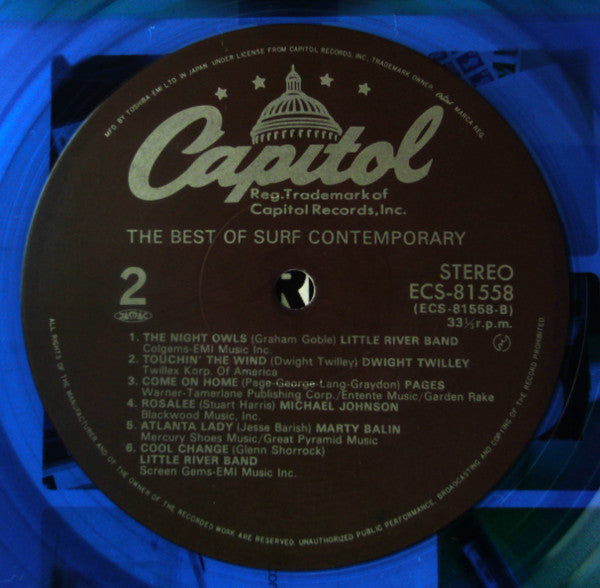 MFD. BY TOSHIBA EMI LTD. IN JAPAN. UNDER LICENSE FROM CAPITOL RECORDS, INC., TRADEMARK OWNER. Capitol MARCA REG.
Capitol
Reg.Trademark of
Capitol Records,Inc.
THE BEST OF SURF CONTEMPORARY
2
STEREO
ECS-81558
(ECS-81558-B)
33⅓r.p.m.
1. THE NIGHT OWLS (Graham Goble) LITTLE RIVER BAND
Colgems-EMI Music Inc.
2. TOUCHIN' THE WIND (Dwight Twilley) DWIGHT TWILLEY
Twillex Korp. Of America
3. COME ON HOME (Page-George-Lang-Graydon) PAGES
Warner-Tamerlane Publishing Corp./Entente Music/Garden Rake
4. ROSALEE (Stuart Harris) MICHAEL JOHNSON
Blackwood Music, Inc.
5. ATLANTA LADY (Jesse Barish) MARTY BALIN
Mercury Shoes Music/Great Pyramid Music
6. COOL CHANGE (Glenn Shorrock)
LITTLE RIVER BAND
Screen Gems-EMI Music Inc.
ALL RIGHTS OF THE MANUFACTURER AND OF THE OWNER OF THE RECORDED WORK ARE RESERVED. UNAUTHORIZED PUBLIC PERFORMANCE, BROADCASTING AND COPYING OF THE RECORD PROHIBITED.